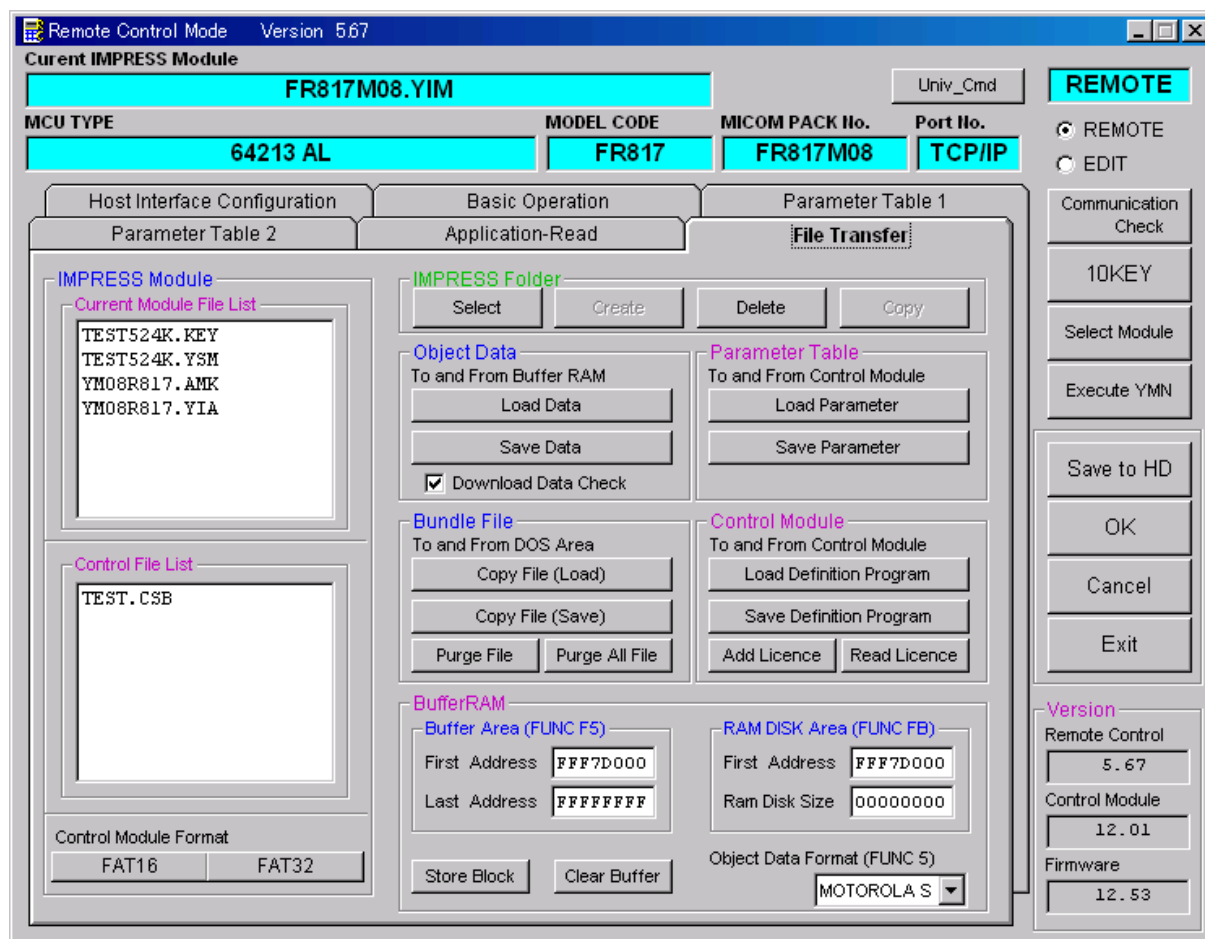 Remote Control Mode Version 5.67
Curent IMPRESS Module
FR817M08.YIM
Univ_Cmd
REMOTE
MCU TYPE
MODEL CODE
MICOM PACK No.
Port No.
64213 AL
FR817
FR817M08
TCP/IP
REMOTE
EDIT
Host Interface Configuration
Basic Operation
Parameter Table 1
Parameter Table 2
Application-Read
File Transfer
IMPRESS Module
Current Module File List
TEST524K.KEY
TEST524K.YSM
YM08R817.AMK
YM08R817.YIA
Control File List
TEST.CSB
Control Module Format
FAT16
FAT32
IMPRESS Folder
Select
Create
Delete
Copy
Object Data
To and From Buffer RAM
Load Data
Save Data
Download Data Check
Parameter Table
To and From Control Module
Load Parameter
Save Parameter
Bundle File
To and From DOS Area
Copy File (Load)
Copy File (Save)
Purge File
Purge All File
Control Module
To and From Control Module
Load Definition Program
Save Definition Program
Add Licence
Read Licence
BufferRAM
Buffer Area (FUNC F5)
First Address FFF7D000
Last Address FFFFFFFF
RAM DISK Area (FUNC FB)
First Address FFF7D000
Ram Disk Size 00000000
Store Block
Clear Buffer
Object Data Format (FUNC 5)
MOTOROLA S
Communication
Check
10KEY
Select Module
Execute YMN
Save to HD
OK
Cancel
Exit
Version
Remote Control
5.67
Control Module
12.01
Firmware
12.53